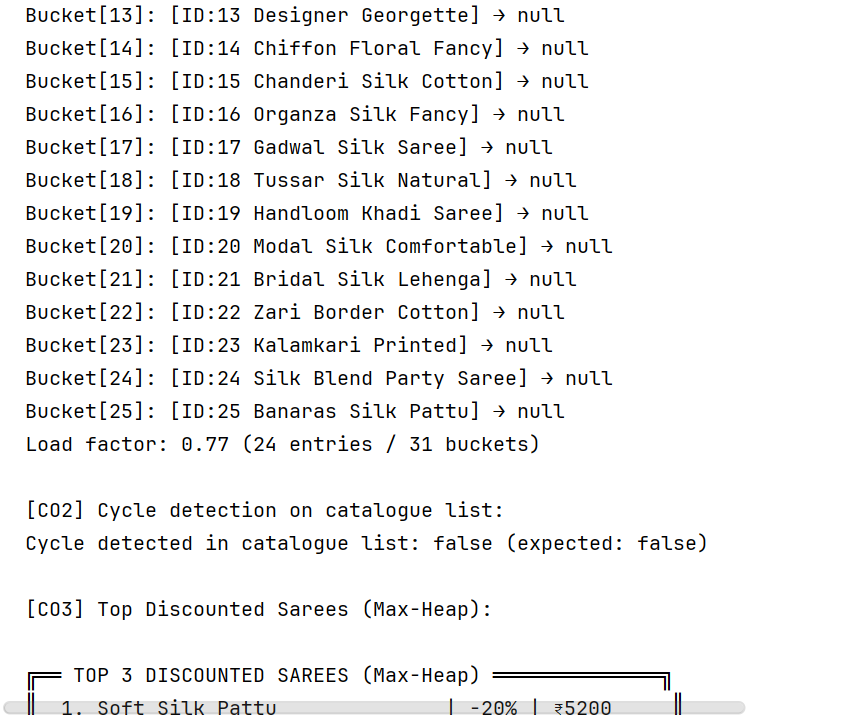 Bucket[13]: [ID:13 Designer Georgette] → null
Bucket[14]: [ID:14 Chiffon Floral Fancy] → null
Bucket[15]: [ID:15 Chanderi Silk Cotton] → null
Bucket[16]: [ID:16 Organza Silk Fancy] → null
Bucket[17]: [ID:17 Gadwal Silk Saree] → null
Bucket[18]: [ID:18 Tussar Silk Natural] → null
Bucket[19]: [ID:19 Handloom Khadi Saree] → null
Bucket[20]: [ID:20 Modal Silk Comfortable] → null
Bucket[21]: [ID:21 Bridal Silk Lehenga] → null
Bucket[22]: [ID:22 Zari Border Cotton] → null
Bucket[23]: [ID:23 Kalamkari Printed] → null
Bucket[24]: [ID:24 Silk Blend Party Saree] → null
Bucket[25]: [ID:25 Banaras Silk Pattu] → null
Load factor: 0.77 (24 entries / 31 buckets)
[CO2] Cycle detection on catalogue list:
Cycle detected in catalogue list: false (expected: false)
[CO3] Top Discounted Sarees (Max-Heap):
╔══ TOP 3 DISCOUNTED SAREES (Max-Heap) ═══════════════╗
║  1. Soft Silk Pattu              | -20% | ₹5200     ║